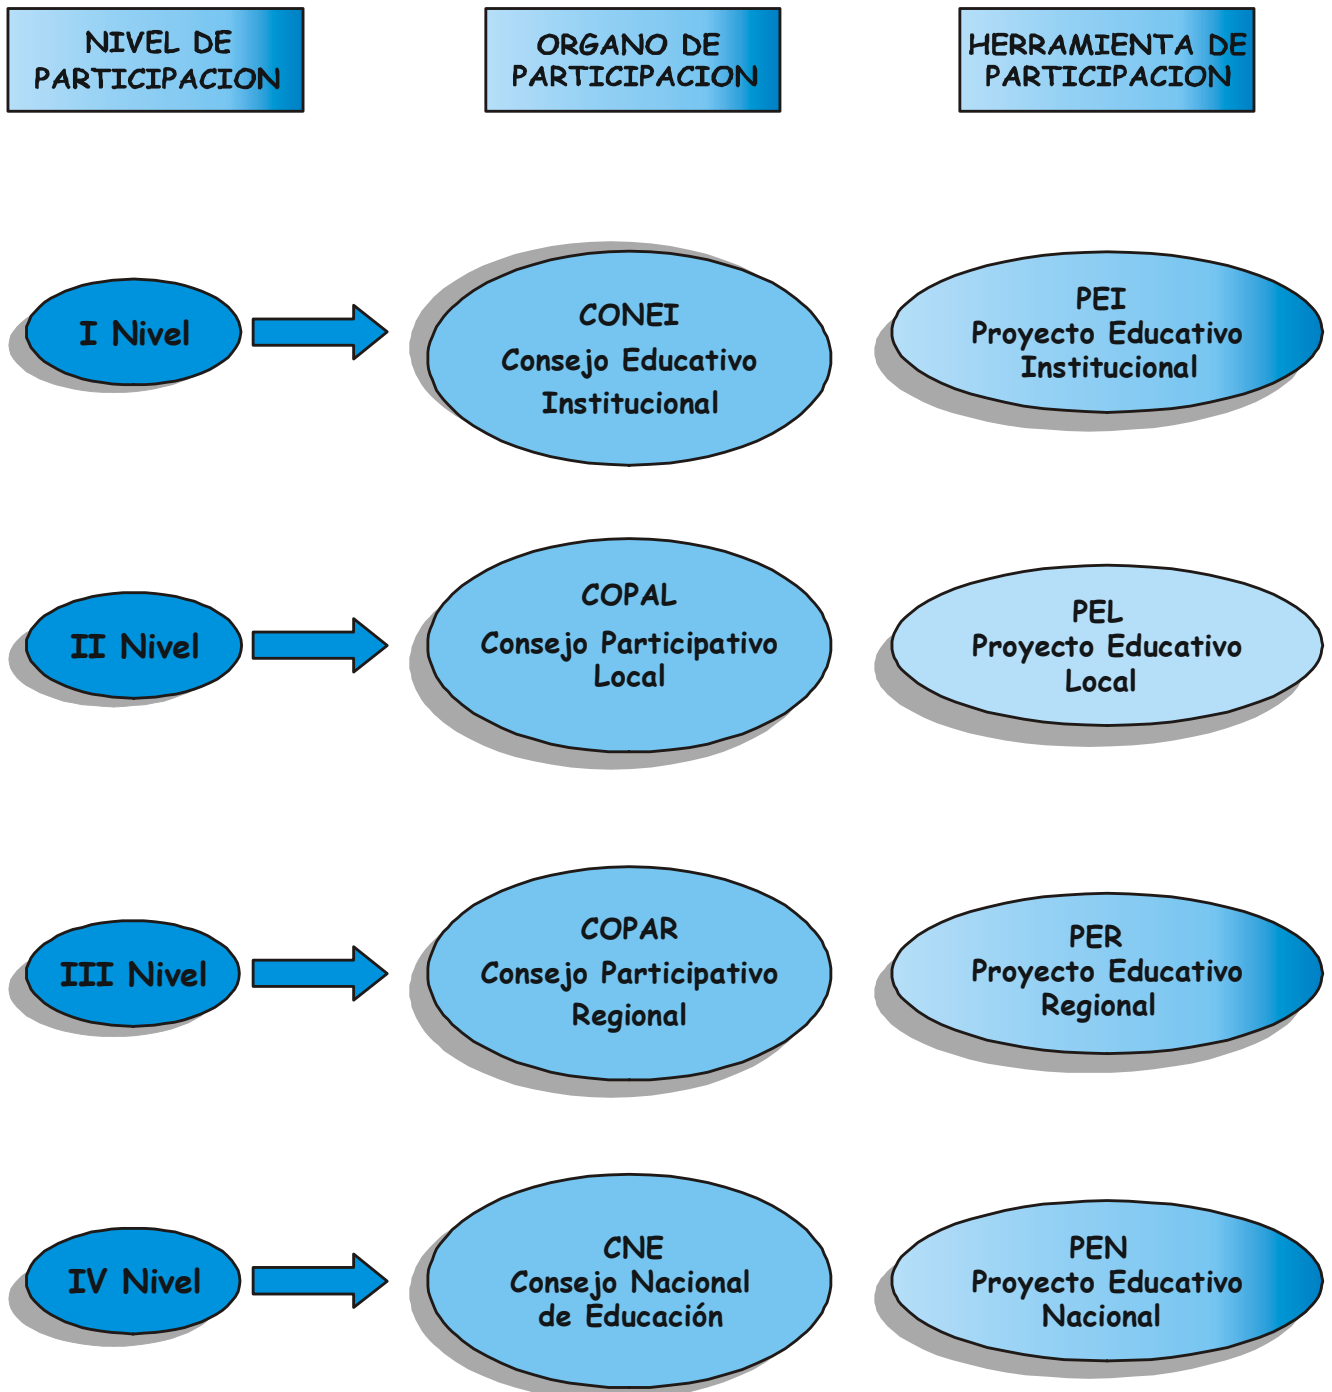 NIVEL DE
PARTICIPACION
ORGANO DE
PARTICIPACION
HERRAMIENTA DE
PARTICIPACION
I Nivel
CONEI
Consejo Educativo
Institucional
PEI
Proyecto Educativo
Institucional
II Nivel
COPAL
Consejo Participativo
Local
PEL
Proyecto Educativo
Local
III Nivel
COPAR
Consejo Participativo
Regional
PER
Proyecto Educativo
Regional
IV Nivel
CNE
Consejo Nacional
de Educación
PEN
Proyecto Educativo
Nacional